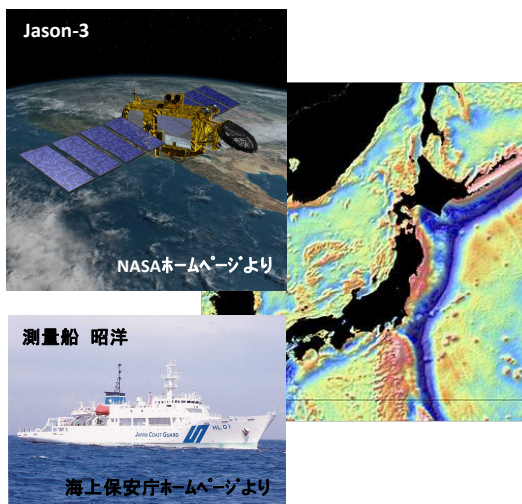 Jason-3
NASAホームページより
測量船 昭洋
JAPAN COAST GUARD
HL 01
海上保安庁ホームページより